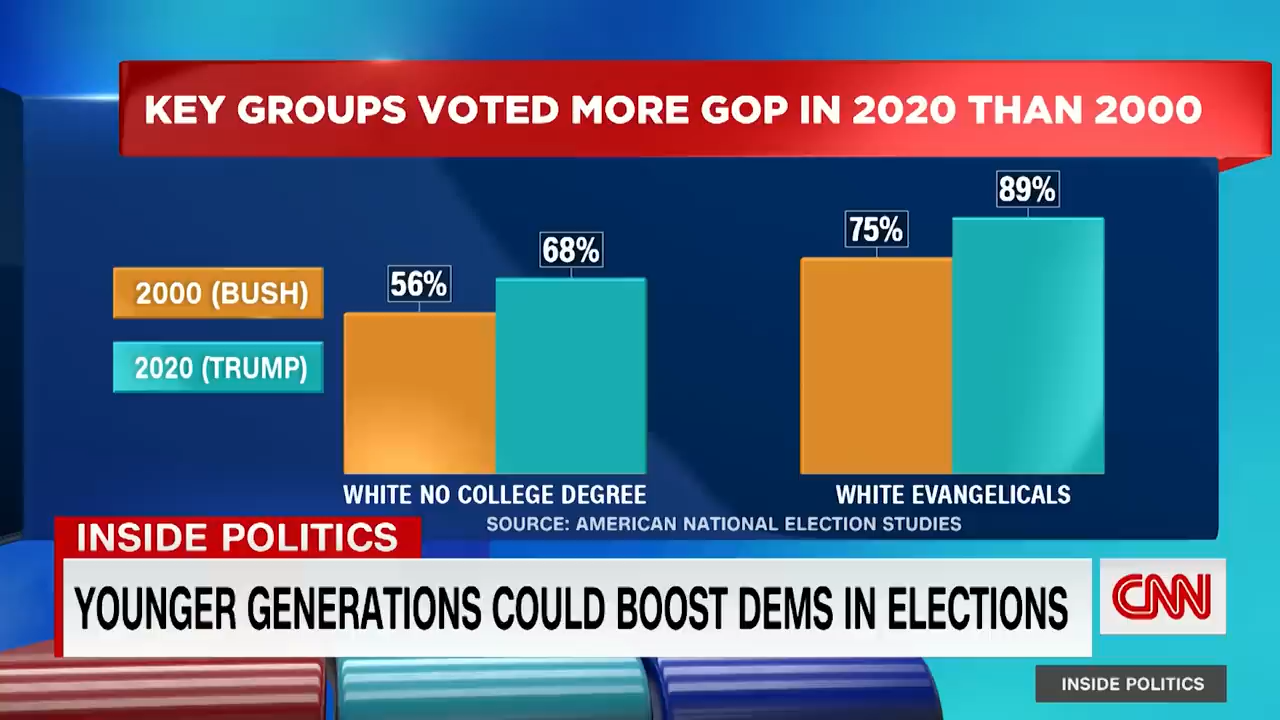 KEY GROUPS VOTED MORE GOP IN 2020 THAN 2000
2000 (BUSH)
2020 (TRUMP)
56%
68%
75%
89%
WHITE NO COLLEGE DEGREE
WHITE EVANGELICALS
SOURCE: AMERICAN NATIONAL ELECTION STUDIES
INSIDE POLITICS
YOUNGER GENERATIONS COULD BOOST DEMS IN ELECTIONS
CNN
INSIDE POLITICS